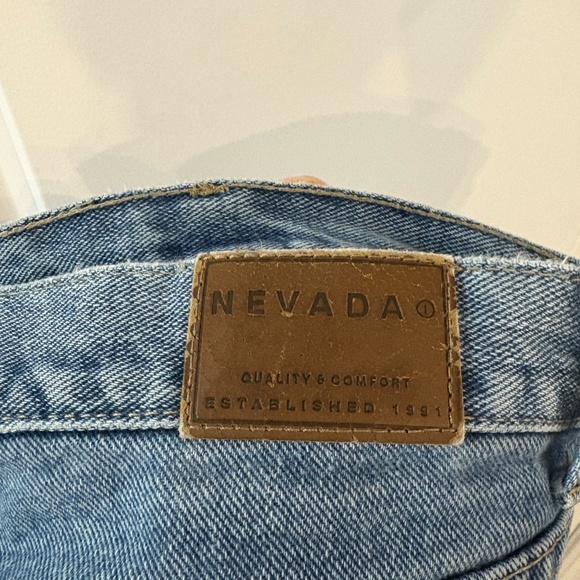 NEVADA
QUALITY & COMFORT
ESTABLISHED 1991